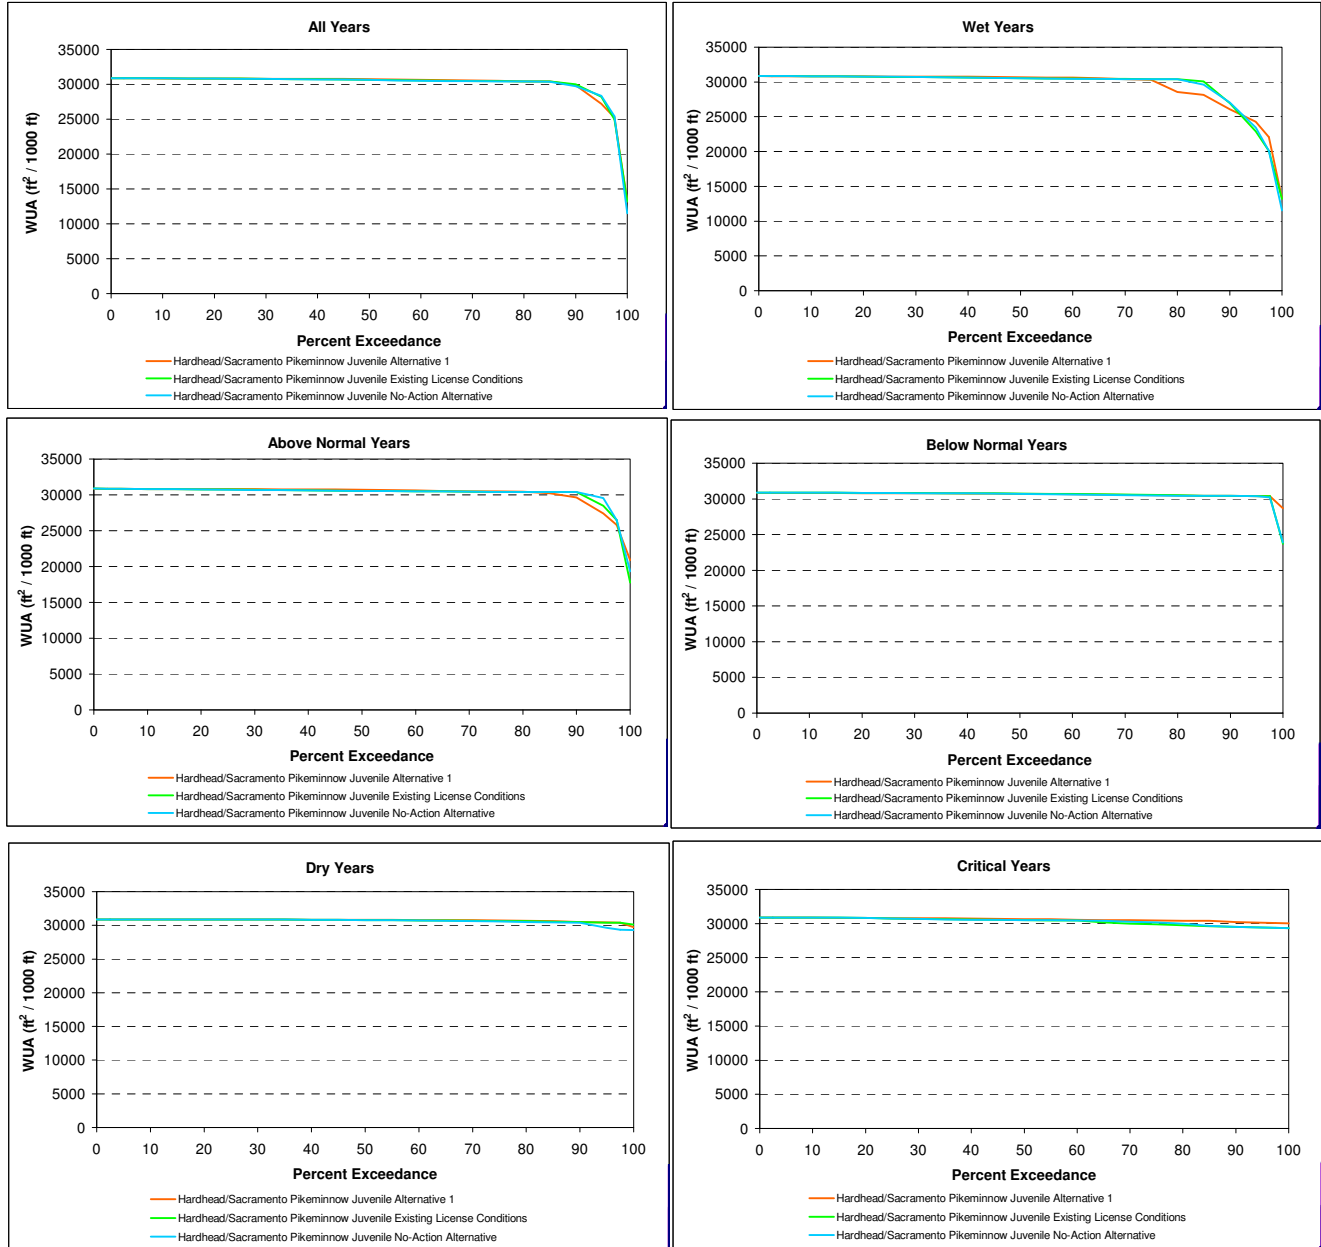 All Years
35000
30000
25000
20000
15000
10000
5000
0
WUA (ft² / 1000 ft)
0 10 20 30 40 50 60 70 80 90 100
Percent Exceedance
Hardhead/Sacramento Pikeminnow Juvenile Alternative 1
Hardhead/Sacramento Pikeminnow Juvenile Existing License Conditions
Hardhead/Sacramento Pikeminnow Juvenile No-Action Alternative
Wet Years
35000
30000
25000
20000
15000
10000
5000
0
WUA (ft² / 1000 ft)
0 10 20 30 40 50 60 70 80 90 100
Percent Exceedance
Hardhead/Sacramento Pikeminnow Juvenile Alternative 1
Hardhead/Sacramento Pikeminnow Juvenile Existing License Conditions
Hardhead/Sacramento Pikeminnow Juvenile No-Action Alternative
Above Normal Years
35000
30000
25000
20000
15000
10000
5000
0
WUA (ft² / 1000 ft)
0 10 20 30 40 50 60 70 80 90 100
Percent Exceedance
Hardhead/Sacramento Pikeminnow Juvenile Alternative 1
Hardhead/Sacramento Pikeminnow Juvenile Existing License Conditions
Hardhead/Sacramento Pikeminnow Juvenile No-Action Alternative
Below Normal Years
35000
30000
25000
20000
15000
10000
5000
0
WUA (ft² / 1000 ft)
0 10 20 30 40 50 60 70 80 90 100
Percent Exceedance
Hardhead/Sacramento Pikeminnow Juvenile Alternative 1
Hardhead/Sacramento Pikeminnow Juvenile Existing License Conditions
Hardhead/Sacramento Pikeminnow Juvenile No-Action Alternative
Dry Years
35000
30000
25000
20000
15000
10000
5000
0
WUA (ft² / 1000 ft)
0 10 20 30 40 50 60 70 80 90 100
Percent Exceedance
Hardhead/Sacramento Pikeminnow Juvenile Alternative 1
Hardhead/Sacramento Pikeminnow Juvenile Existing License Conditions
Hardhead/Sacramento Pikeminnow Juvenile No-Action Alternative
Critical Years
35000
30000
25000
20000
15000
10000
5000
0
WUA (ft² / 1000 ft)
0 10 20 30 40 50 60 70 80 90 100
Percent Exceedance
Hardhead/Sacramento Pikeminnow Juvenile Alternative 1
Hardhead/Sacramento Pikeminnow Juvenile Existing License Conditions
Hardhead/Sacramento Pikeminnow Juvenile No-Action Alternative